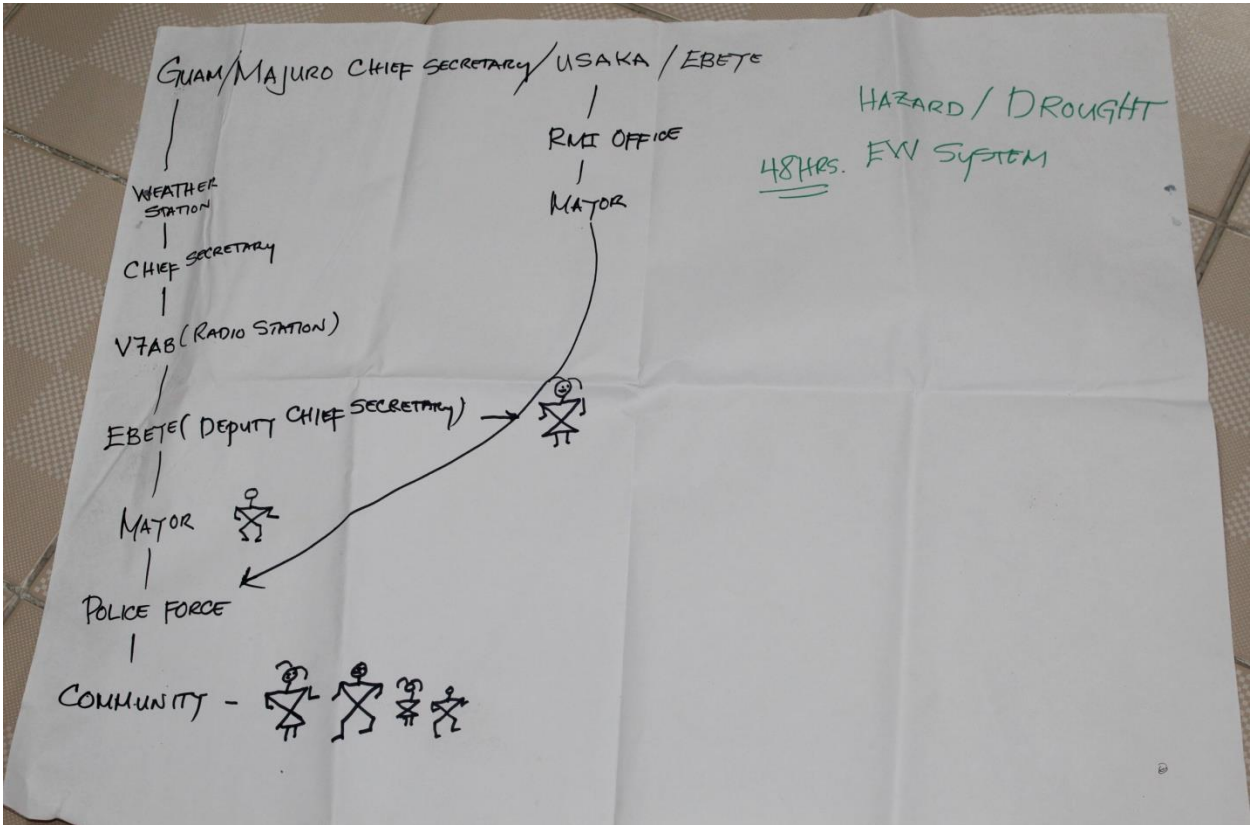 GUAM/MAJURO CHIEF SECRETARY/USAKA/EBETE
RMI OFFICE
MAYOR
HAZARD/DROUGHT
48HRS. EW SYSTEM
WEATHER
STATION
CHIEF SECRETARY
V7AB (RADIO STATION)
EBETE (DEPUTY CHIEF SECRETARY)
MAYOR
POLICE FORCE
COMMUNITY -